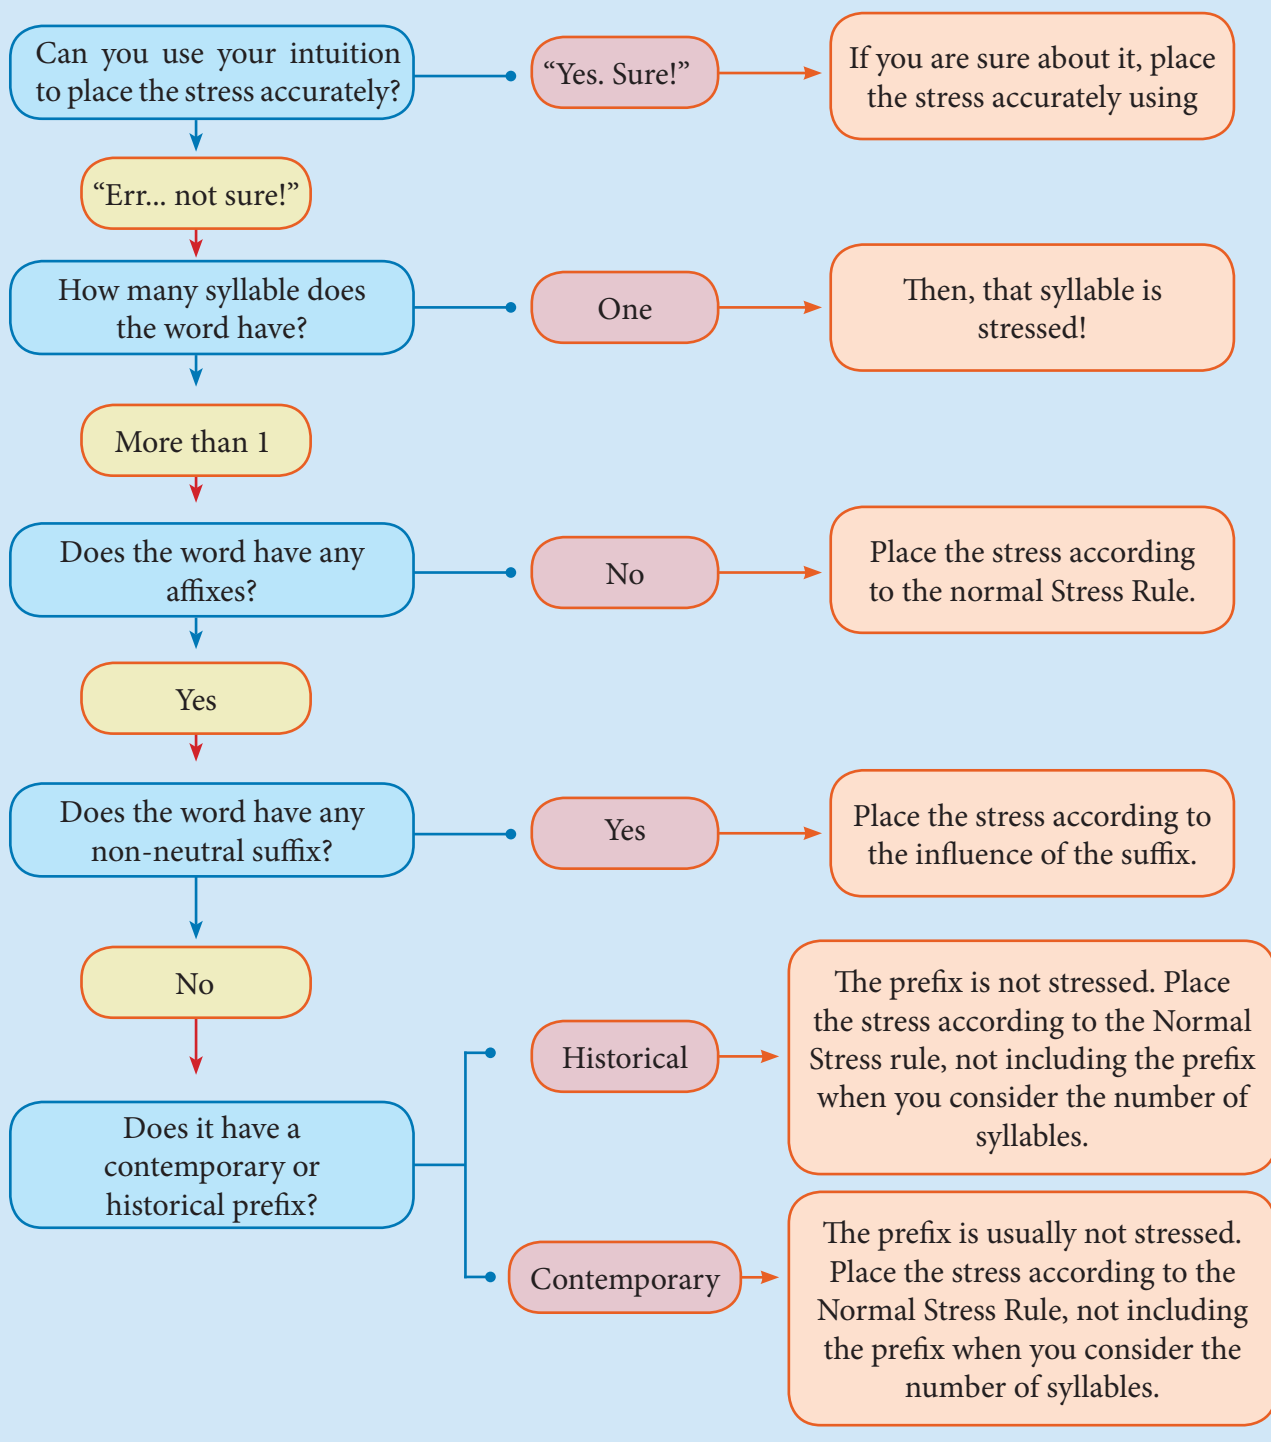 Can you use your intuition
to place the stress accurately?
“Yes. Sure!”
If you are sure about it, place
the stress accurately using
“Err... not sure!”
How many syllable does
the word have?
One
Then, that syllable is
stressed!
More than 1
Does the word have any
affixes?
No
Place the stress according
to the normal Stress Rule.
Yes
Does the word have any
non-neutral suffix?
Yes
Place the stress according to
the influence of the suffix.
No
Does it have a
contemporary or
historical prefix?
Historical
The prefix is not stressed. Place
the stress according to the Normal
Stress rule, not including the prefix
when you consider the number of
syllables.
Contemporary
The prefix is usually not stressed.
Place the stress according to the
Normal Stress Rule, not including
the prefix when you consider the
number of syllables.